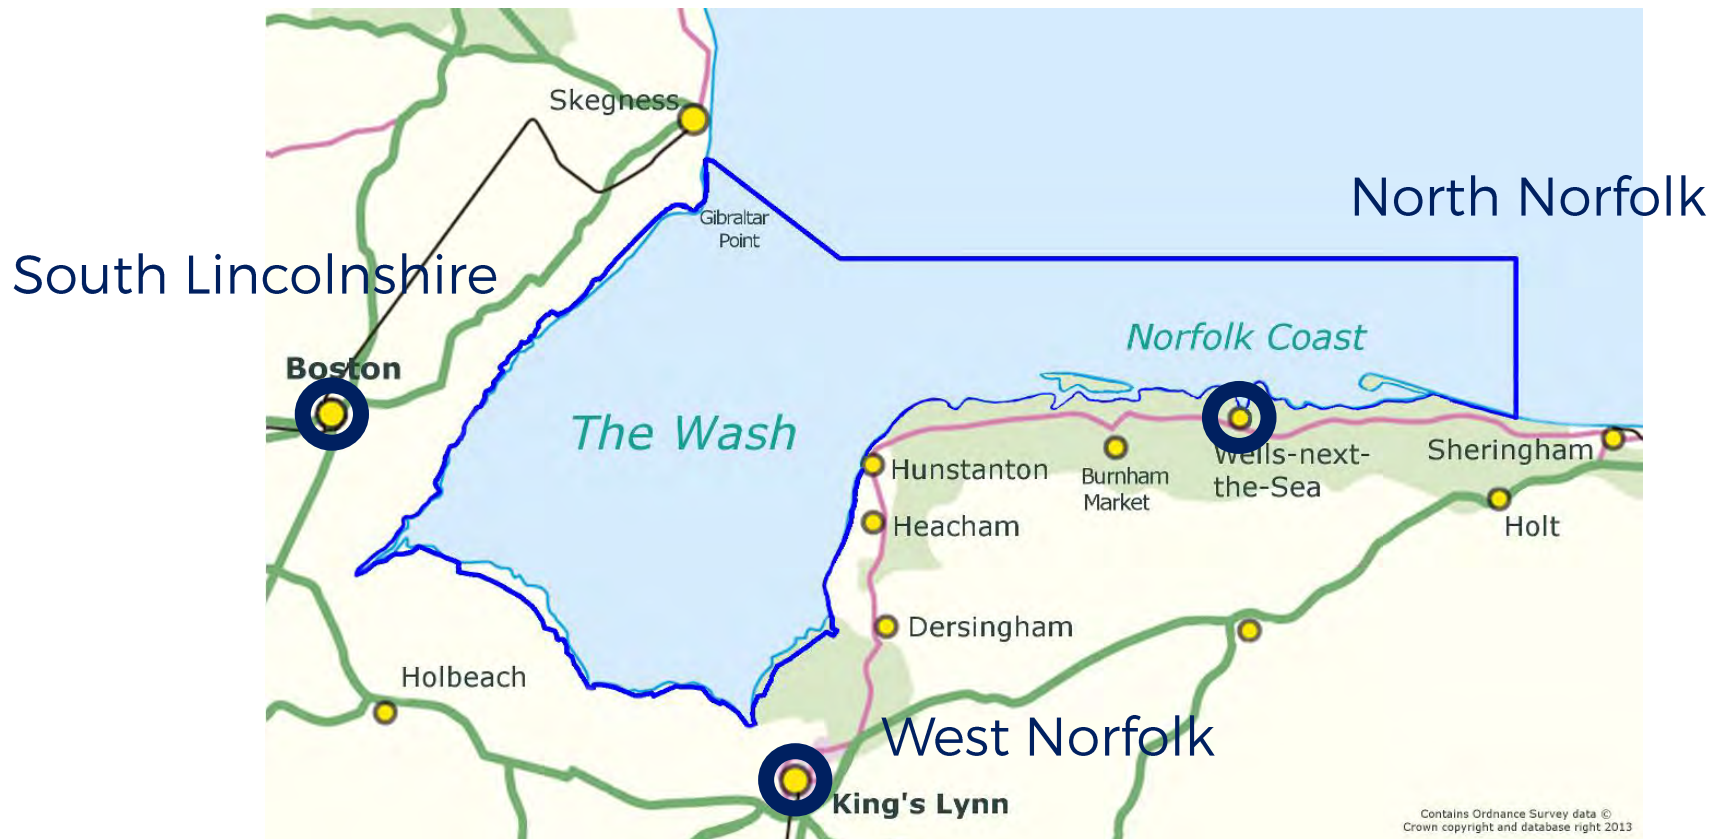 Skegness
North Norfolk
Gibraltar
Point
South Lincolnshire
Norfolk Coast
Boston
The Wash
Hunstanton
Burnham
Market
Wells-next-
the-Sea
Sheringham
Heacham
Holt
Dersingham
Holbeach
West Norfolk
King's Lynn
Contains Ordnance Survey data ©
Crown copyright and database right 2013